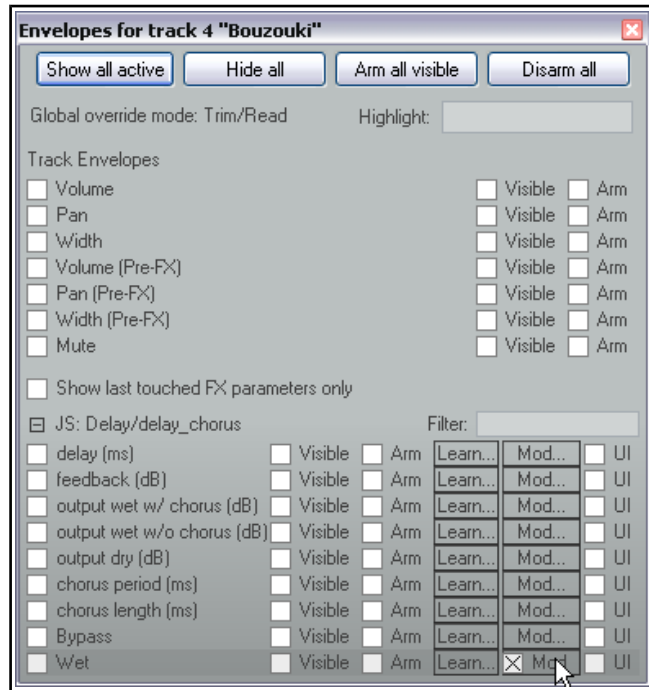 Envelopes for track 4 "Bouzouki"
Show all active Hide all Arm all visible Disarm all
Global override mode: Trim/Read Highlight:
Track Envelopes
Volume Visible Arm
Pan Visible Arm
Width Visible Arm
Volume (Pre-FX) Visible Arm
Pan (Pre-FX) Visible Arm
Width (Pre-FX) Visible Arm
Mute Visible Arm
Show last touched FX parameters only
JS: Delay/delay_chorus Filter:
delay (ms) Visible Arm Learn... Mod... UI
feedback (dB) Visible Arm Learn... Mod... UI
output wet w/ chorus (dB) Visible Arm Learn... Mod... UI
output wet w/o chorus (dB) Visible Arm Learn... Mod... UI
output dry (dB) Visible Arm Learn... Mod... UI
chorus period (ms) Visible Arm Learn... Mod... UI
chorus length (ms) Visible Arm Learn... Mod... UI
Bypass Visible Arm Learn... Mod... UI
Wet Visible Arm Learn... Mod UI